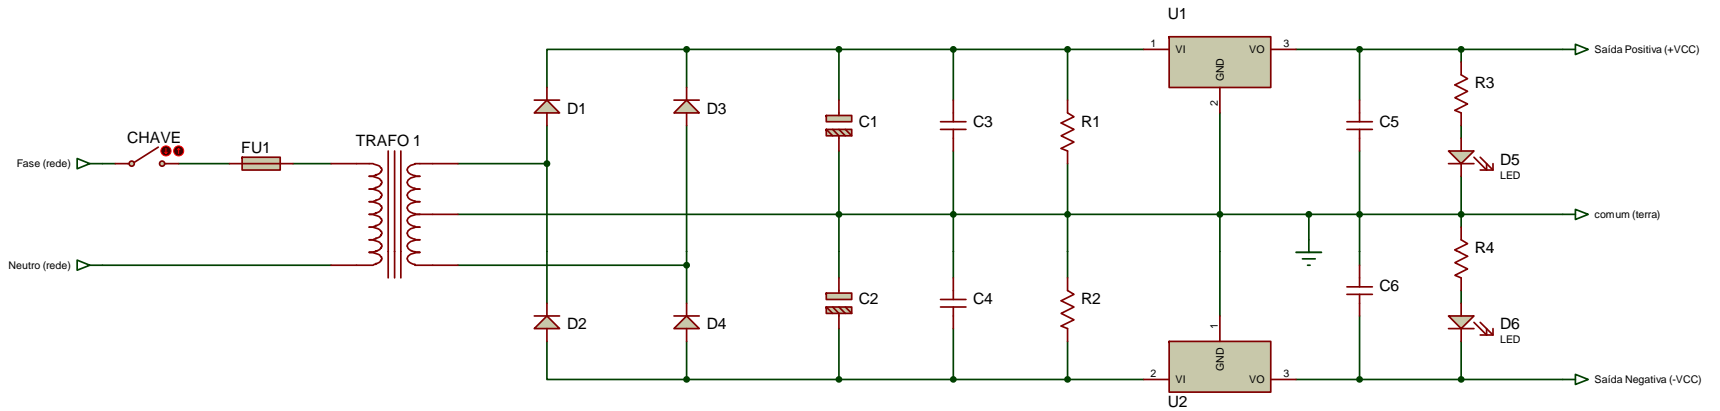 U1
VI
VO
GND
1
3
2
Saída Positiva (+VCC)
D1
D3
C1
C3
R1
C5
R3
CHAVE
FU1
TRAFO 1
Fase (rede)
D5
LED
comum (terra)
Neutro (rede)
D2
D4
C2
C4
R2
C6
R4
D6
LED
1
GND
2
VI
VO
3
U2
Saída Negativa (-VCC)